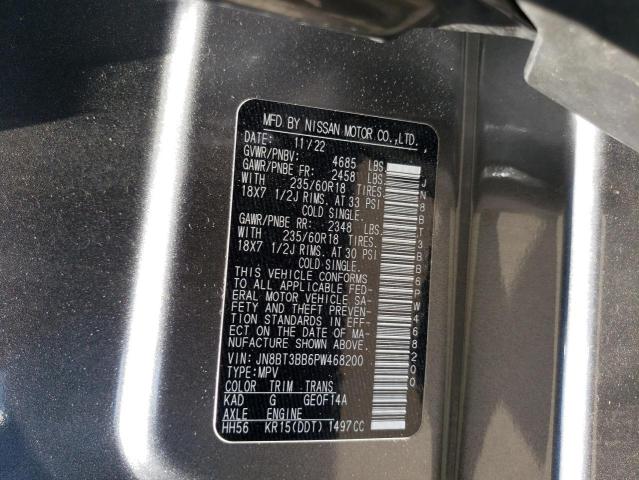 MFD. BY NISSAN MOTOR CO.,LTD.
DATE: 11/22
GVWR/PNBV: 4685 LBS
GAWR/PNBE FR: 2458 LBS
WITH 235/60R18 TIRES.
18X7 1/2J RIMS. AT 33 PSI
COLD SINGLE.
GAWR/PNBE RR: 2348 LBS.
WITH 235/60R18 TIRES.
18X7 1/2J RIMS. AT 30 PSI
COLD SINGLE.
THIS VEHICLE CONFORMS
TO ALL APPLICABLE FED-
ERAL MOTOR VEHICLE SA-
FETY AND THEFT PREVEN-
TION STANDARDS IN EFF-
ECT ON THE DATE OF MA-
NUFACTURE SHOWN ABOVE.
VIN: JN8BT3BB6PW468200
TYPE: MPV
COLOR TRIM TRANS
KAD G GE0F14A
AXLE ENGINE
HH56 KR15(DDT) 1497CC
JN8BT3BB6PW468200